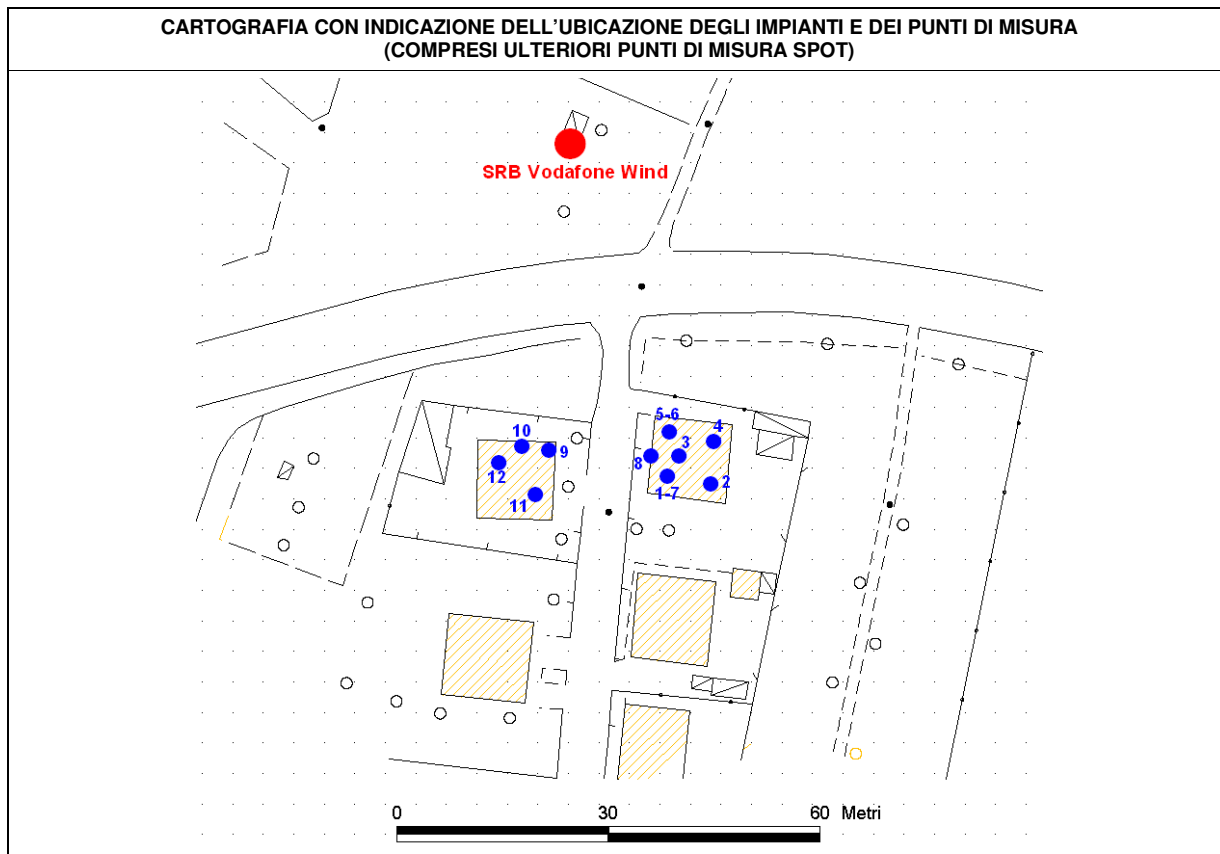 CARTOGRAFIA CON INDICAZIONE DELL'UBICAZIONE DEGLI IMPIANTI E DEI PUNTI DI MISURA
(COMPRESI ULTERIORI PUNTI DI MISURA SPOT)
SRB Vodafone Wind
5-6
4
10
3
9
8
12
2
1-7
11
0 30 60 Metri